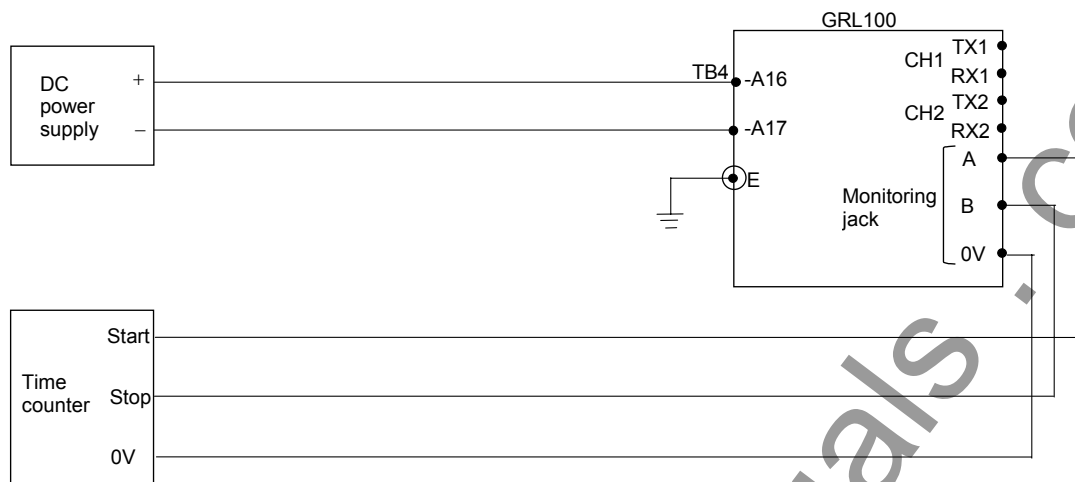 GRL100
DC
power
supply
+
−
TB4
-A16
-A17
E
CH1
TX1
RX1
CH2
TX2
RX2
Monitoring
jack
A
B
0V
Time
counter
Start
Stop
0V
als . c